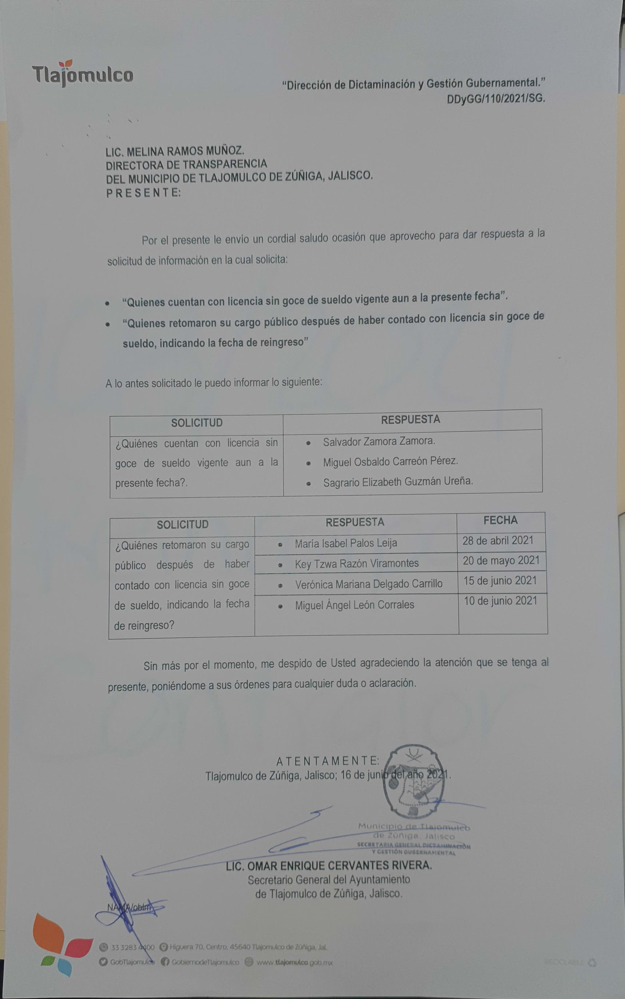 Tlajomulco
“Dirección de Dictaminación y Gestión Gubernamental.”
DDyGG/110/2021/SG.
LIC. MELINA RAMOS MUÑOZ.
DIRECTORA DE TRANSPARENCIA
DEL MUNICIPIO DE TLAJOMULCO DE ZÚÑIGA, JALISCO.
P R E S E N T E:
Por el presente le envío un cordial saludo ocasión que aprovecho para dar respuesta a la
solicitud de información en la cual solicita:
• “Quienes cuentan con licencia sin goce de sueldo vigente aun a la presente fecha”.
• “Quienes retomaron su cargo público después de haber contado con licencia sin goce de
sueldo, indicando la fecha de reingreso”
A lo antes solicitado le puedo informar lo siguiente:
SOLICITUD
RESPUESTA
¿Quiénes cuentan con licencia sin
goce de sueldo vigente aun a la
presente fecha?.
• Salvador Zamora Zamora.
• Miguel Osbaldo Carreón Pérez.
• Sagrario Elizabeth Guzmán Ureña.
SOLICITUD
RESPUESTA
FECHA
¿Quiénes retomaron su cargo
público después de haber
contado con licencia sin goce
de sueldo, indicando la fecha
de reingreso?
• María Isabel Palos Leija
28 de abril 2021
• Key Tzwa Razón Viramontes
20 de mayo 2021
• Verónica Mariana Delgado Carrillo
15 de junio 2021
• Miguel Ángel León Corrales
10 de junio 2021
Sin más por el momento, me despido de Usted agradeciendo la atención que se tenga al
presente, poniéndome a sus órdenes para cualquier duda o aclaración.
A T E N T A M E N T E:
Tlajomulco de Zúñiga, Jalisco; 16 de junio del año 2021.
Municipio de Tlajomulco
de Zúñiga, Jalisco
SECRETARIA GENERAL DICTAMINACIÓN
Y GESTIÓN GUBERNAMENTAL
LIC. OMAR ENRIQUE CERVANTES RIVERA.
Secretario General del Ayuntamiento
de Tlajomulco de Zúñiga, Jalisco.
33 3283 4400 Higuera 70, Centro, 45640 Tlajomulco de Zúñiga, Jal.
GobTlajomulco GobiernodeTlajomulco www.tlajomulco.gob.mx
RECICLABLE